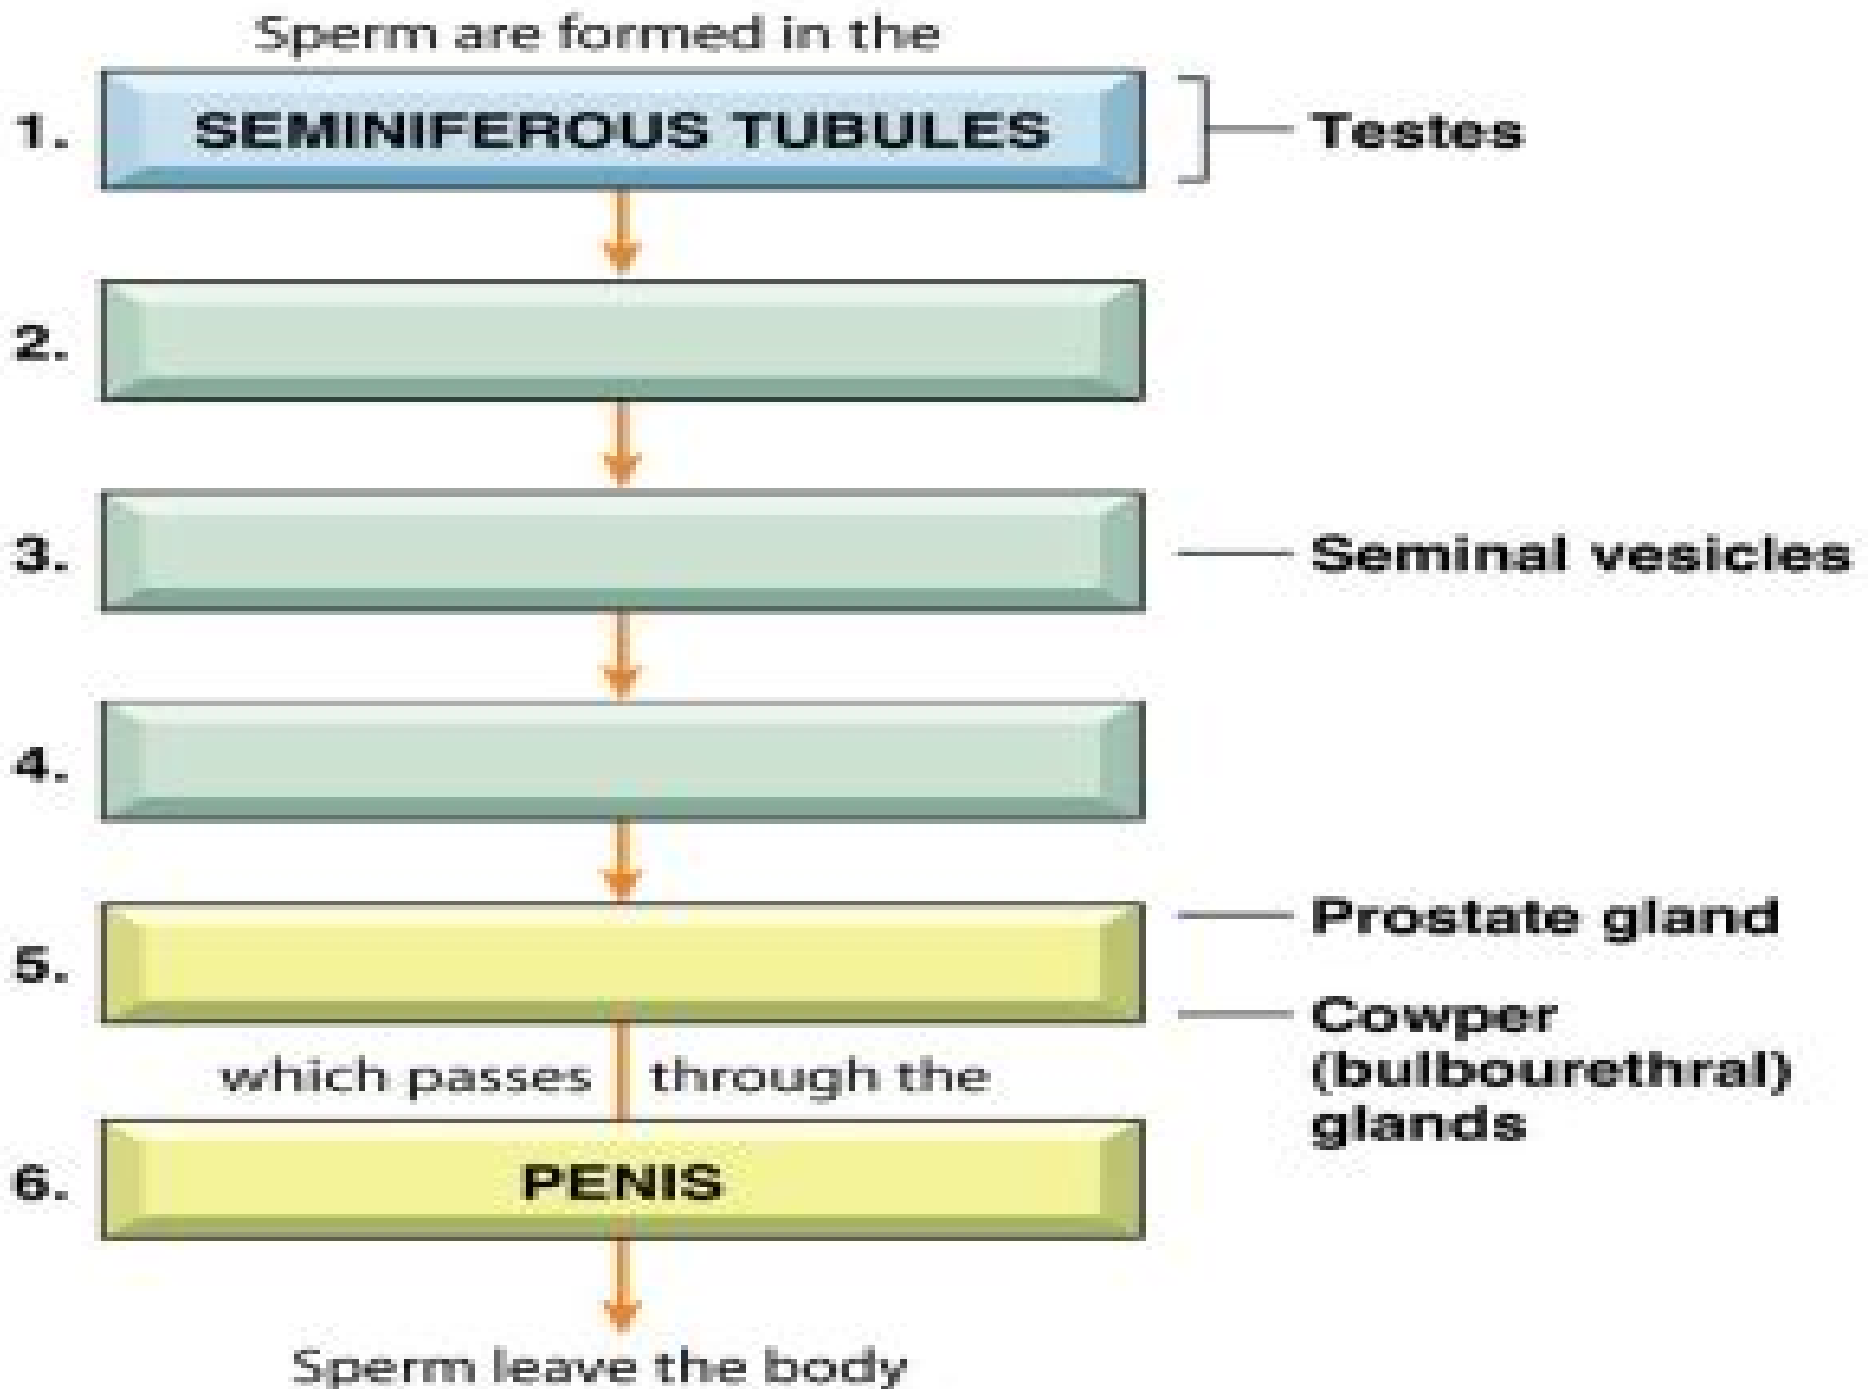 Sperm are formed in the
1. SEMINIFEROUS TUBULES
Testes
2.
3.
Seminal vesicles
4.
5.
Prostate gland
Cowper
(bulbourethral)
glands
which passes through the
6. PENIS
Sperm leave the body